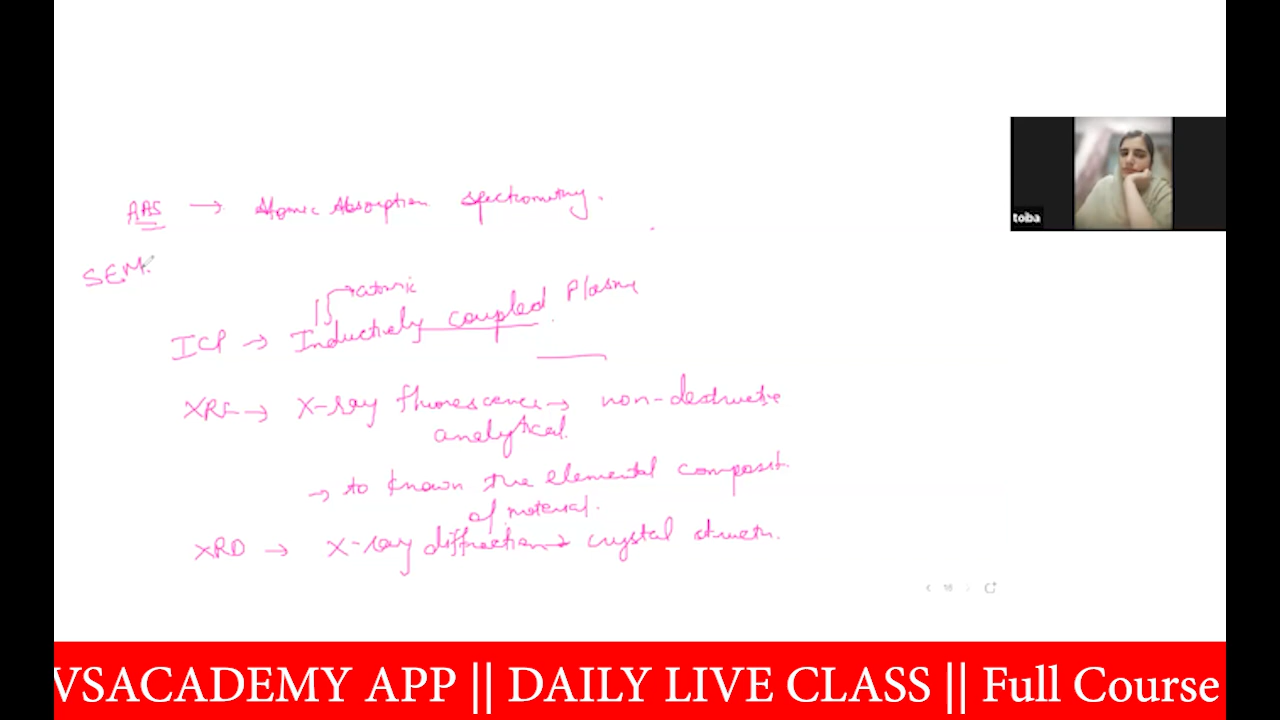 AAS → Atomic Absorption Spectrometry.
SEM.
→ atomic
ICP → Inductively coupled Plasma
XRF → X-ray fluorescence → non-destructive
analytical.
→ to known the elemental composit.
of material.
XRD → X-ray diffraction → crystal
toiba
VSACADEMY APP || DAILY LIVE CLASS || Full Course